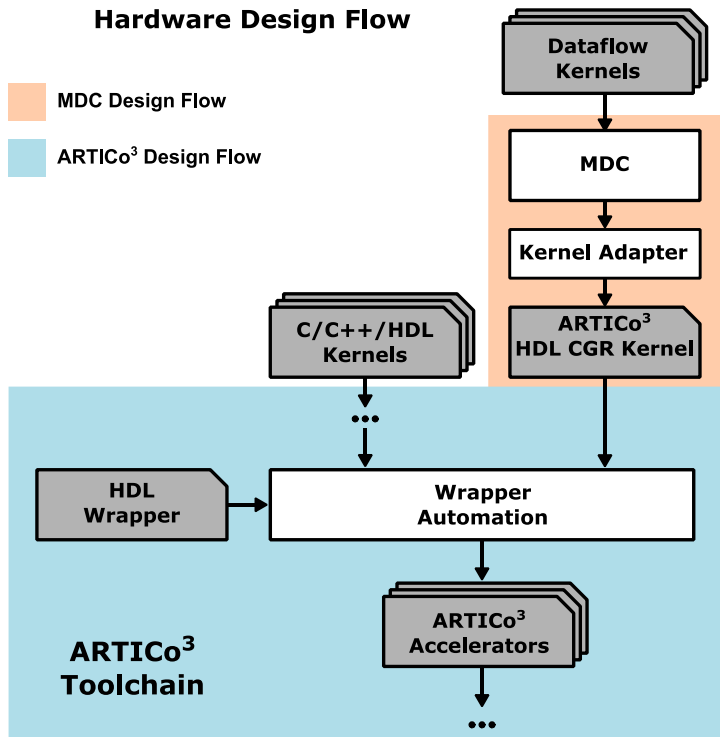 Hardware Design Flow
Dataflow
Kernels
MDC Design Flow
ARTICo³ Design Flow
MDC
Kernel Adapter
C/C++/HDL
Kernels
ARTICo³
HDL CGR Kernel
•••
HDL
Wrapper
Wrapper
Automation
ARTICo³
Accelerators
ARTICo³
Toolchain
•••